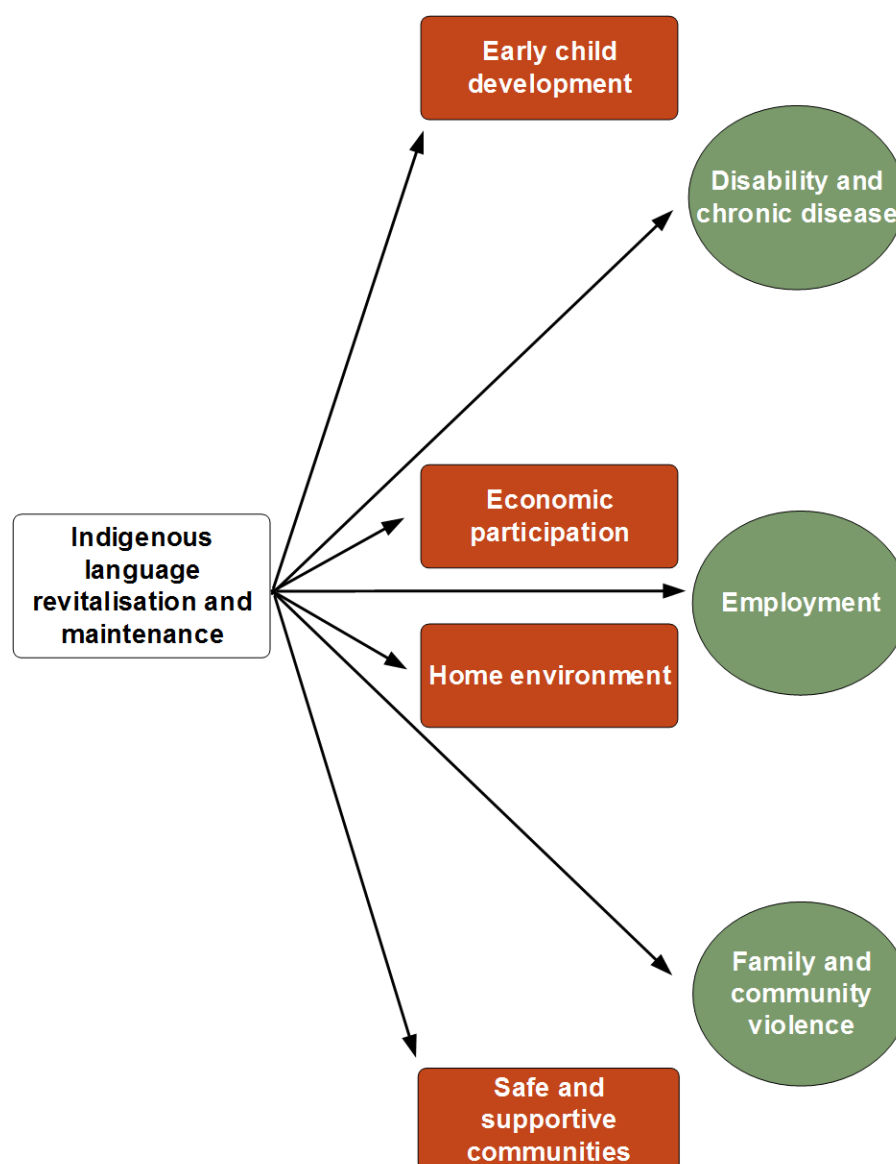 Early child
development
Disability and
chronic disease
Economic
participation
Indigenous
language
revitalisation and
maintenance
Employment
Home environment
Family and
community
violence
Safe and
supportive
communities